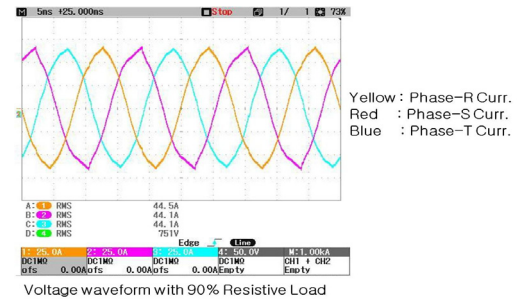 M 5ms +25.000ms Stop 1/ 1 73%
Yellow : Phase-R Curr.
Red : Phase-S Curr.
Blue : Phase-T Curr.
A: 1 RMS 44.5A
B: 2 RMS 44.1A
C: 3 RMS 44.1A
D: 4 RMS 751V
Edge Line
1: 25.0A 2: 25.0A 3: 25.0A 4: 50.0V M:1.00kA
DC1MΩ DC1MΩ DC1MΩ DC1MΩ CH1 + CH2
ofs 0.00A ofs 0.00A ofs 0.00A Empty Empty
Voltage waveform with 90% Resistive Load